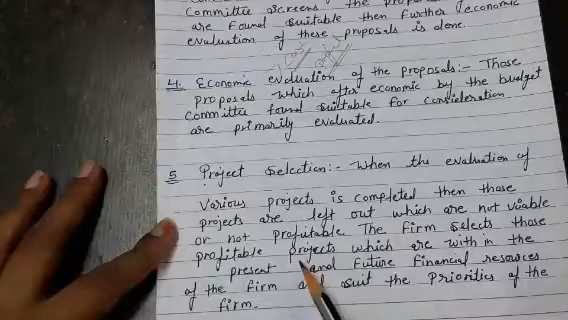 Committee screens the
are found suitable then further economic
evaluation of these proposals is done.
4. Economic evaluation of the proposals:- Those
proposals which after economic by the budget
Committee found suitable for consideration
are primarily evaluated.
5 Project Selection:- When the evaluation of
Various projects is completed then those
projects are left out which are not viable
or not profitable The firm selects those
profitable projects which are with in the
present and future financial resources
of the firm and suit the Priorities of the
firm.